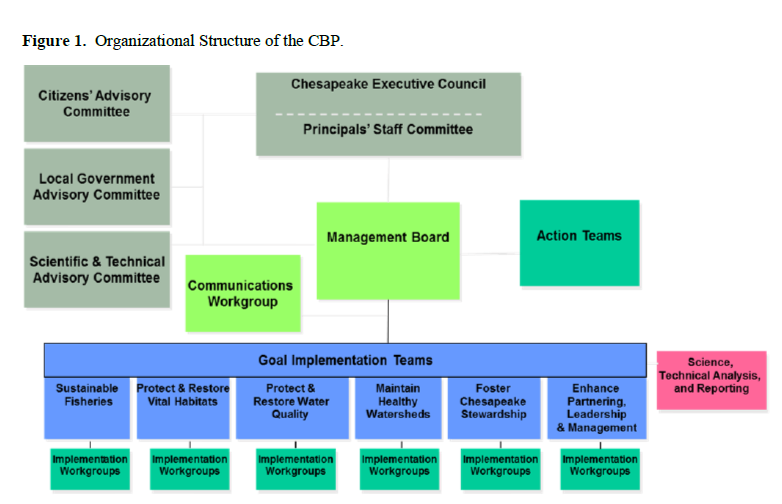 Figure 1. Organizational Structure of the CBP.
Citizens' Advisory
Committee
Chesapeake Executive Council
Principals' Staff Committee
Local Government
Advisory Committee
Scientific & Technical
Advisory Committee
Management Board
Action Teams
Communications
Workgroup
Goal Implementation Teams
Science,
Technical Analysis,
and Reporting
Sustainable
Fisheries
Protect & Restore
Vital Habitats
Protect &
Restore Water
Quality
Maintain
Healthy
Watersheds
Foster
Chesapeake
Stewardship
Enhance
Partnering,
Leadership
& Management
Implementation
Workgroups
Implementation
Workgroups
Implementation
Workgroups
Implementation
Workgroups
Implementation
Workgroups
Implementation
Workgroups